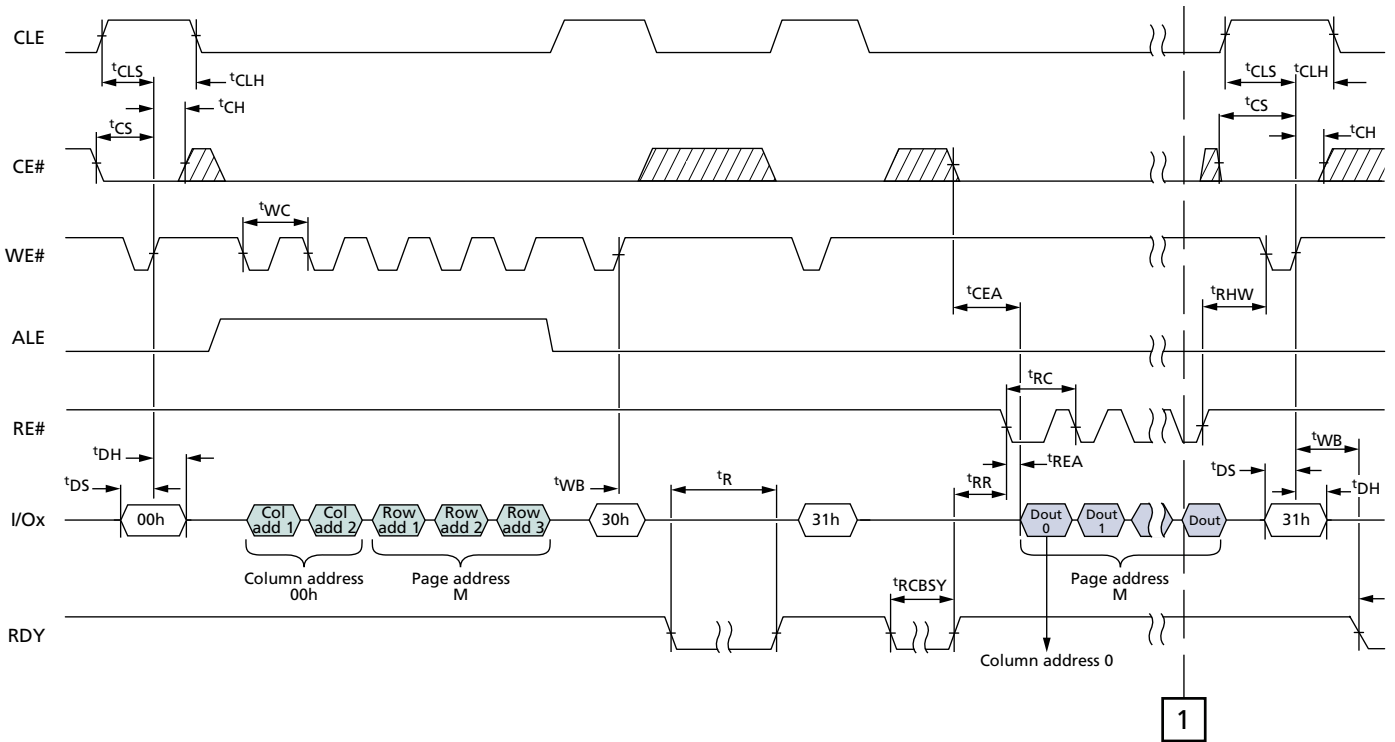 CLE
tCLS
tCLH
tCLS
tCLH
tCH
tCS
tCS
tCH
CE#
tWC
WE#
tCEA
tRHW
ALE
tRC
RE#
tDH
tDS
tWB
tR
tRR
tREA
tDS
tWB
tDH
I/Ox
00h
Col add 1
Col add 2
Row add 1
Row add 2
Row add 3
30h
31h
Dout 0
Dout 1
Dout
31h
Column address 00h
Page address M
tRCBSY
Page address M
RDY
Column address 0
1